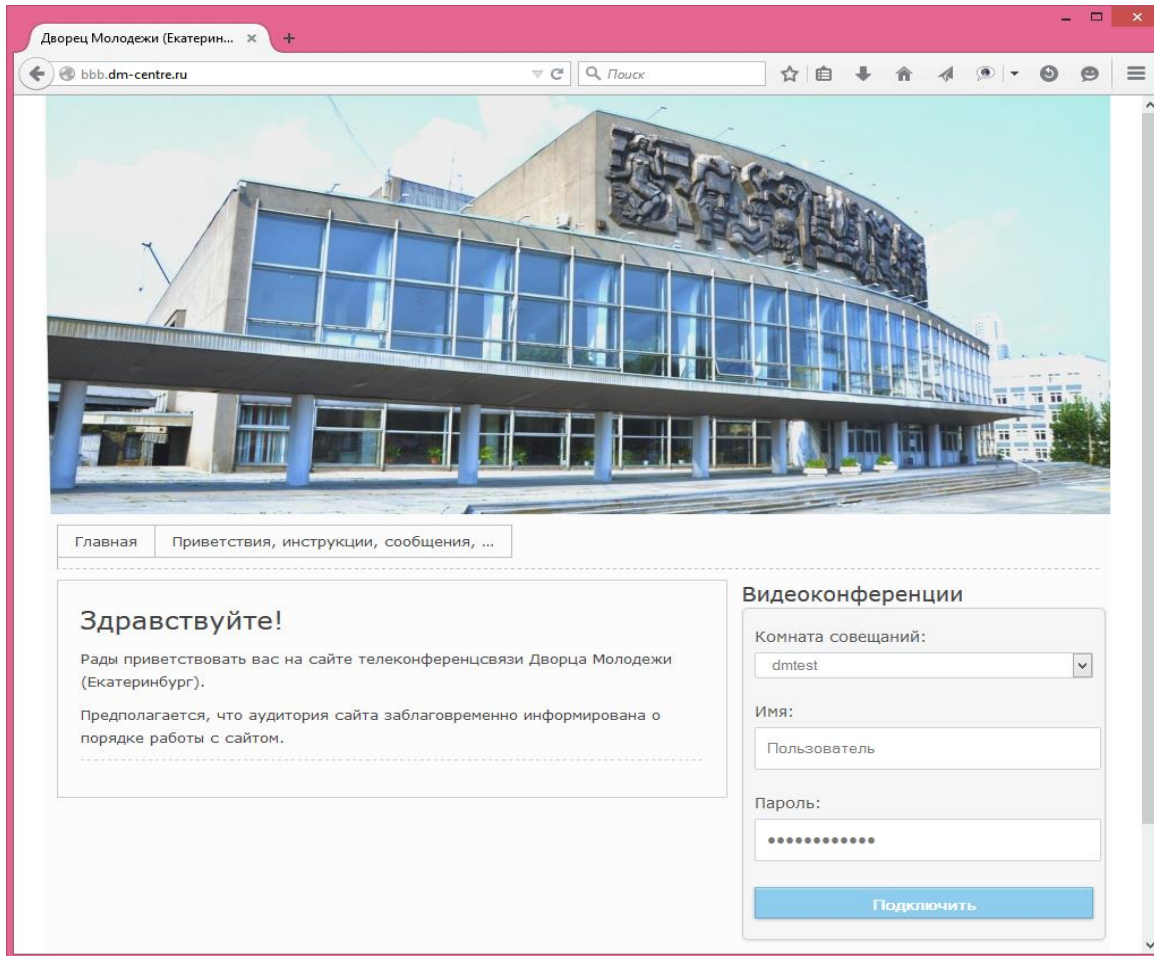 Дворец Молодежи (Екатерин...
bbb.dm-centre.ru
Поиск
Главная
Приветствия, инструкции, сообщения, ...
Здравствуйте!
Рады приветствовать вас на сайте телеконференцсвязи Дворца Молодежи
(Екатеринбург).
Предполагается, что аудитория сайта заблаговременно информирована о
порядке работы с сайтом.
Видеоконференции
Комната совещаний:
dmtest
Имя:
Пользователь
Пароль:
••••••••••••
Подключить